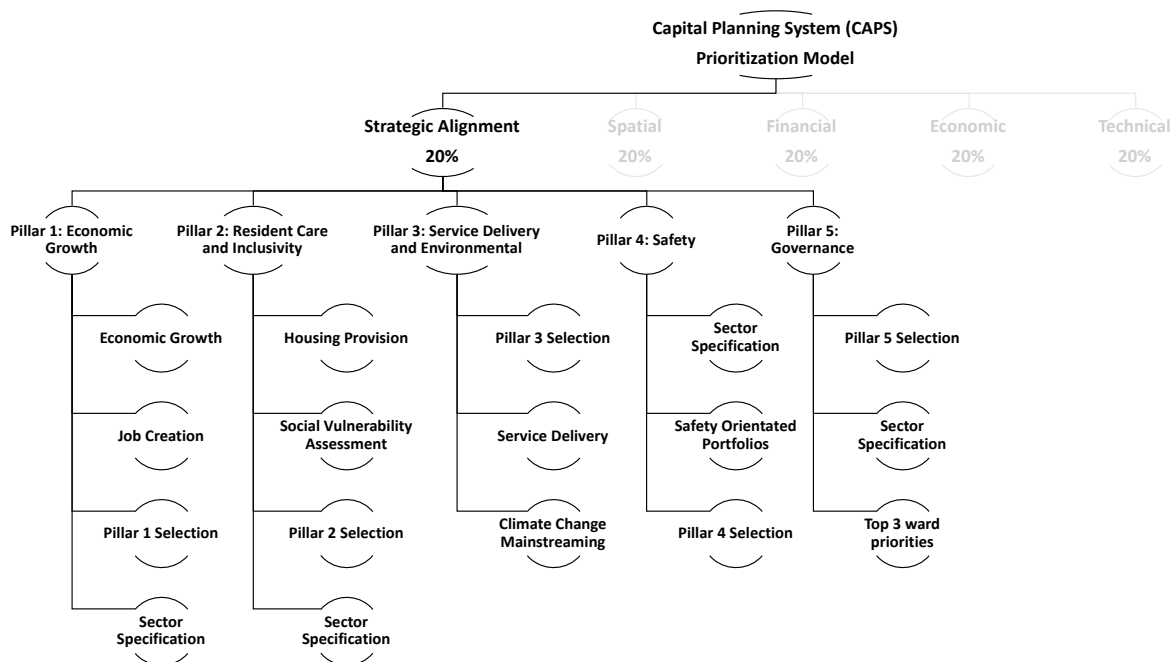 Capital Planning System (CAPS)
Prioritization Model
Strategic Alignment
20%
Spatial
20%
Financial
20%
Economic
20%
Technical
20%
Pillar 1: Economic
Growth
Pillar 2: Resident Care
and Inclusivity
Pillar 3: Service Delivery
and Environmental
Pillar 4: Safety
Pillar 5:
Governance
Economic Growth
Job Creation
Pillar 1 Selection
Sector
Specification
Housing Provision
Social Vulnerability
Assessment
Pillar 2 Selection
Sector
Specification
Pillar 3 Selection
Service Delivery
Climate Change
Mainstreaming
Sector
Specification
Safety Orientated
Portfolios
Pillar 4 Selection
Pillar 5 Selection
Sector
Specification
Top 3 ward
priorities